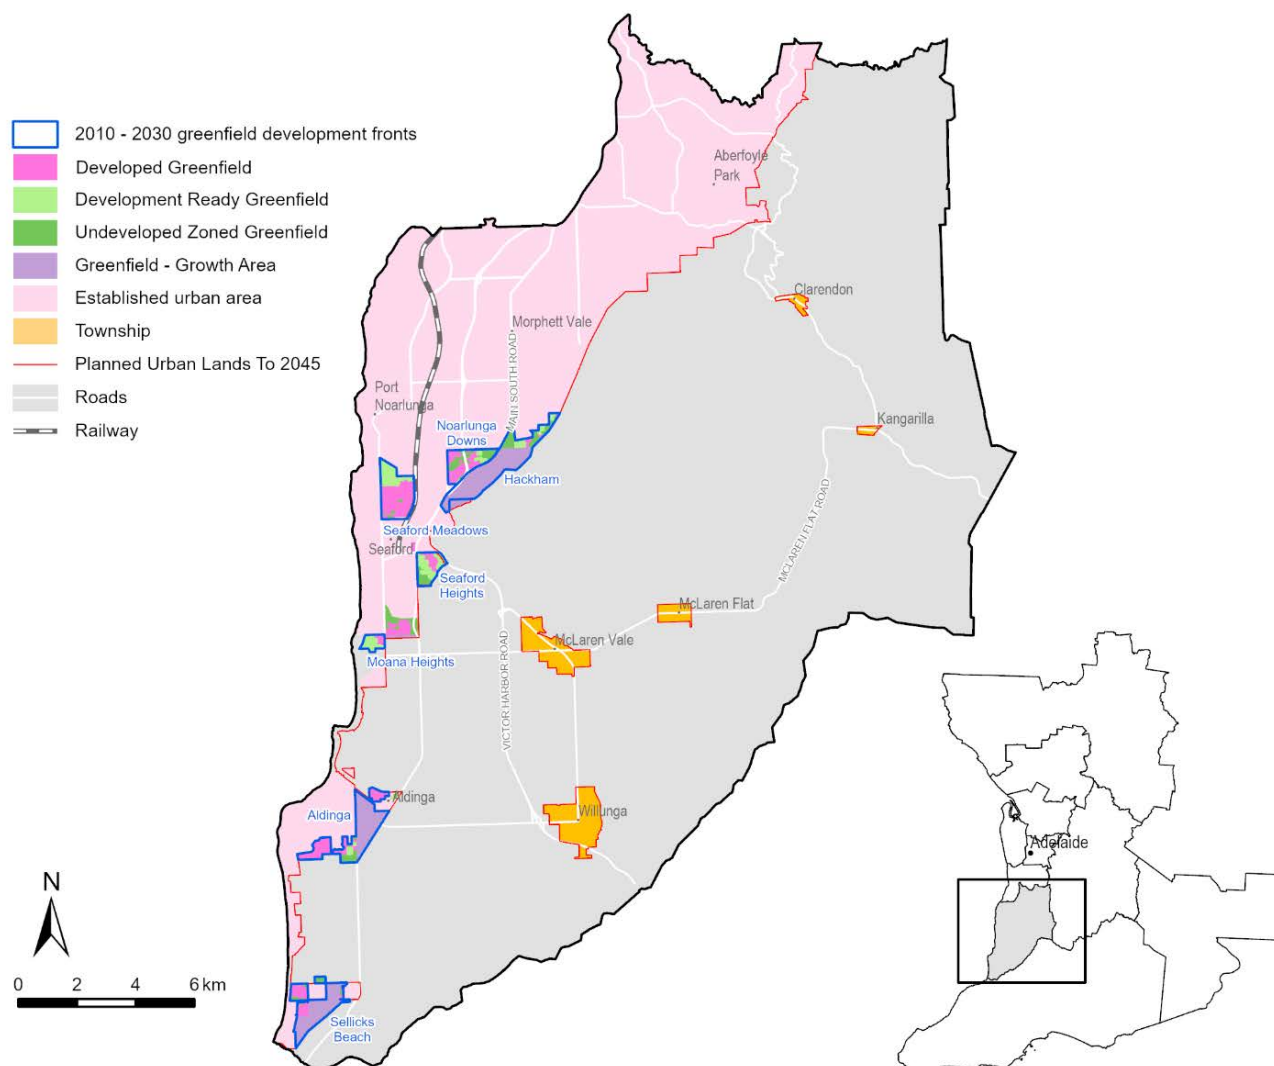 2010 - 2030 greenfield development fronts
Developed Greenfield
Development Ready Greenfield
Undeveloped Zoned Greenfield
Greenfield - Growth Area
Established urban area
Township
Planned Urban Lands To 2045
Roads
Railway
Aberfoyle
Park
Clarendon
Morphett Vale
MAIN SOUTH ROAD
Port
Noarlunga
Noarlunga
Downs
Kangarilla
Hackham
MCLAREN FLAT ROAD
Seaford Meadows
Seaford
Seaford
Heights
McLaren Flat
McLaren Vale
Moana Heights
VICTOR HARBOR ROAD
Aldinga
Aldinga
Willunga
Adelaide
N
0 2 4 6 km
Sellicks
Beach